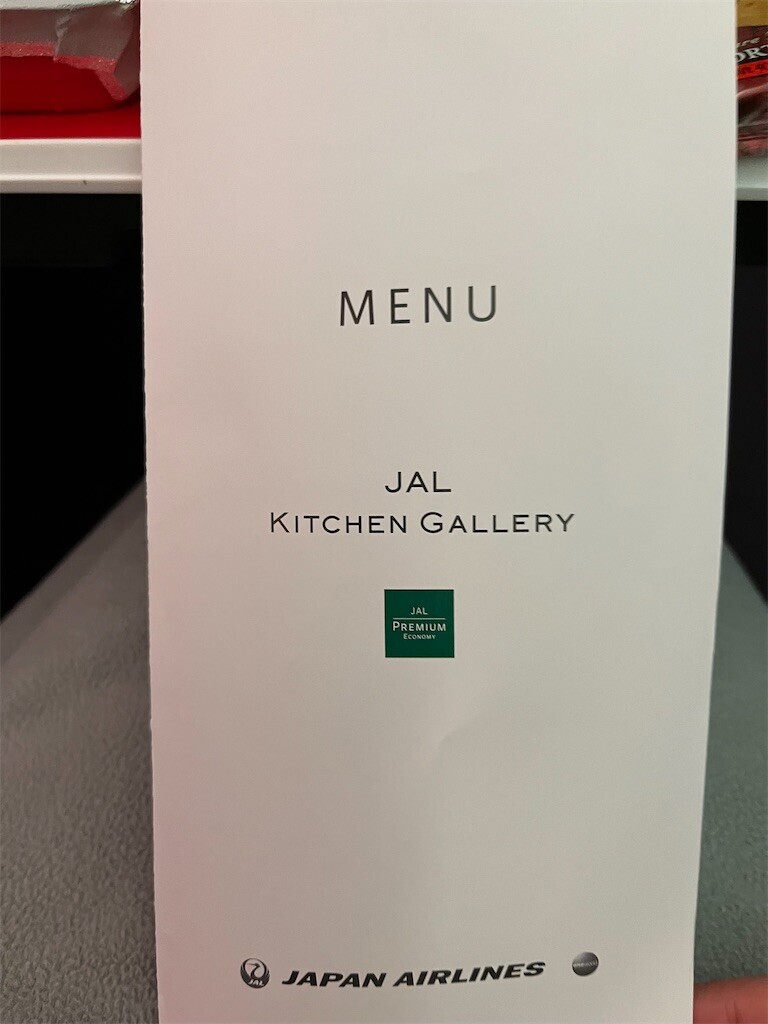 MENU
JAL
KITCHEN GALLERY
JAL
PREMIUM
ECONOMY
JAL
JAPAN AIRLINES